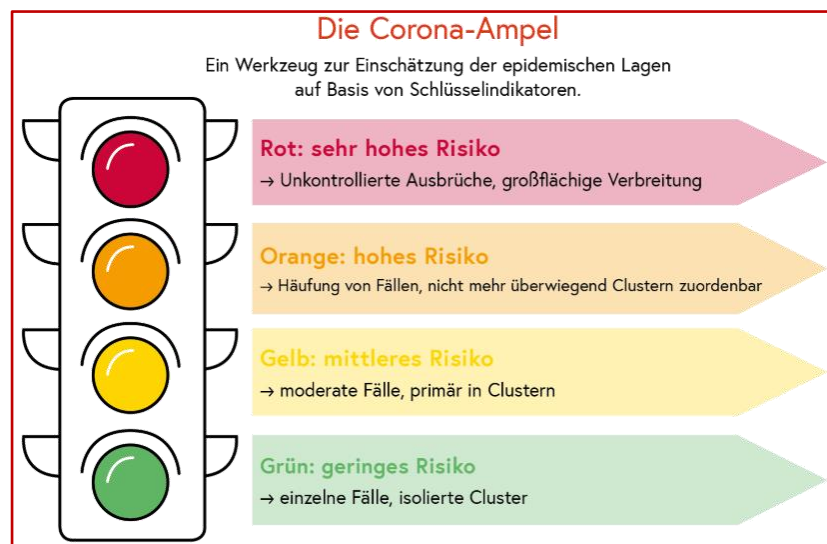 Die Corona-Ampel
Ein Werkzeug zur Einschätzung der epidemischen Lagen
auf Basis von Schlüsselindikatoren.
Rot: sehr hohes Risiko
→ Unkontrollierte Ausbrüche, großflächige Verbreitung
Orange: hohes Risiko
→ Häufung von Fällen, nicht mehr überwiegend Clustern zuordenbar
Gelb: mittleres Risiko
→ moderate Fälle, primär in Clustern
Grün: geringes Risiko
→ einzelne Fälle, isolierte Cluster